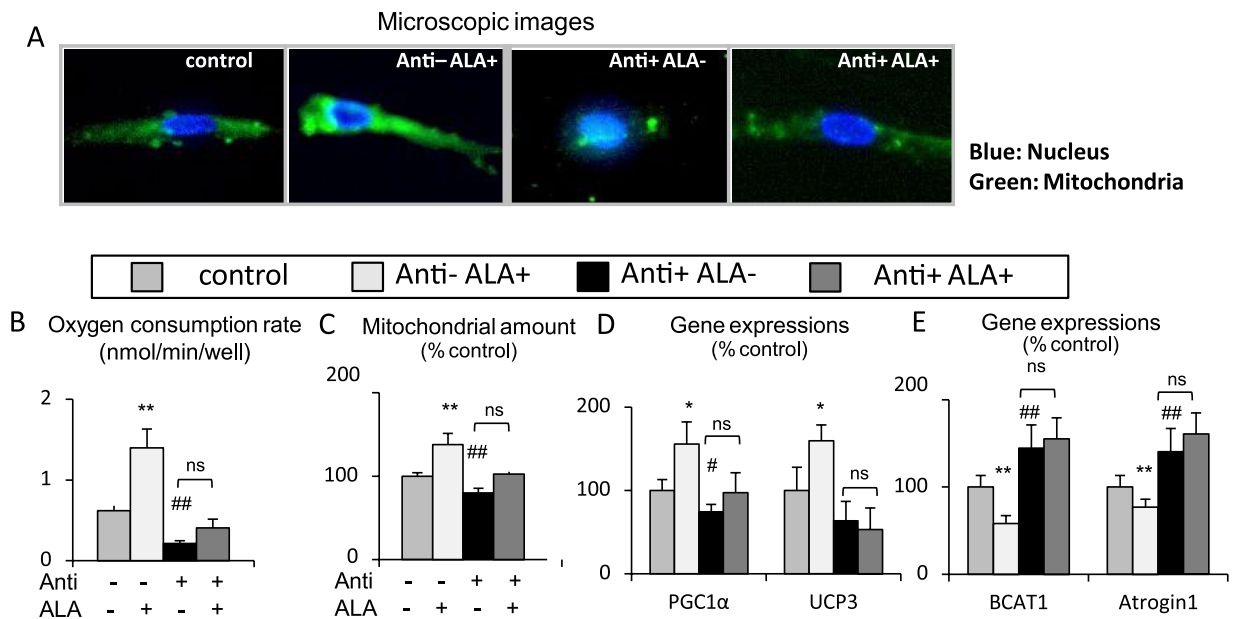 Microscopic images
A
control
Anti– ALA+
Anti+ ALA-
Anti+ ALA+
Blue: Nucleus
Green: Mitochondria
control
Anti- ALA+
Anti+ ALA-
Anti+ ALA+
B
Oxygen consumption rate
(nmol/min/well)
2
1
0
**
##
ns
Anti - - + +
ALA - + - +
C
Mitochondrial amount
(% control)
200
100
0
**
##
ns
Anti - - + +
ALA - + - +
D
Gene expressions
(% control)
200
100
0
*
#
ns
*
ns
PGC1α
UCP3
E
Gene expressions
(% control)
200
100
0
**
##
ns
**
##
ns
BCAT1
Atrogin1